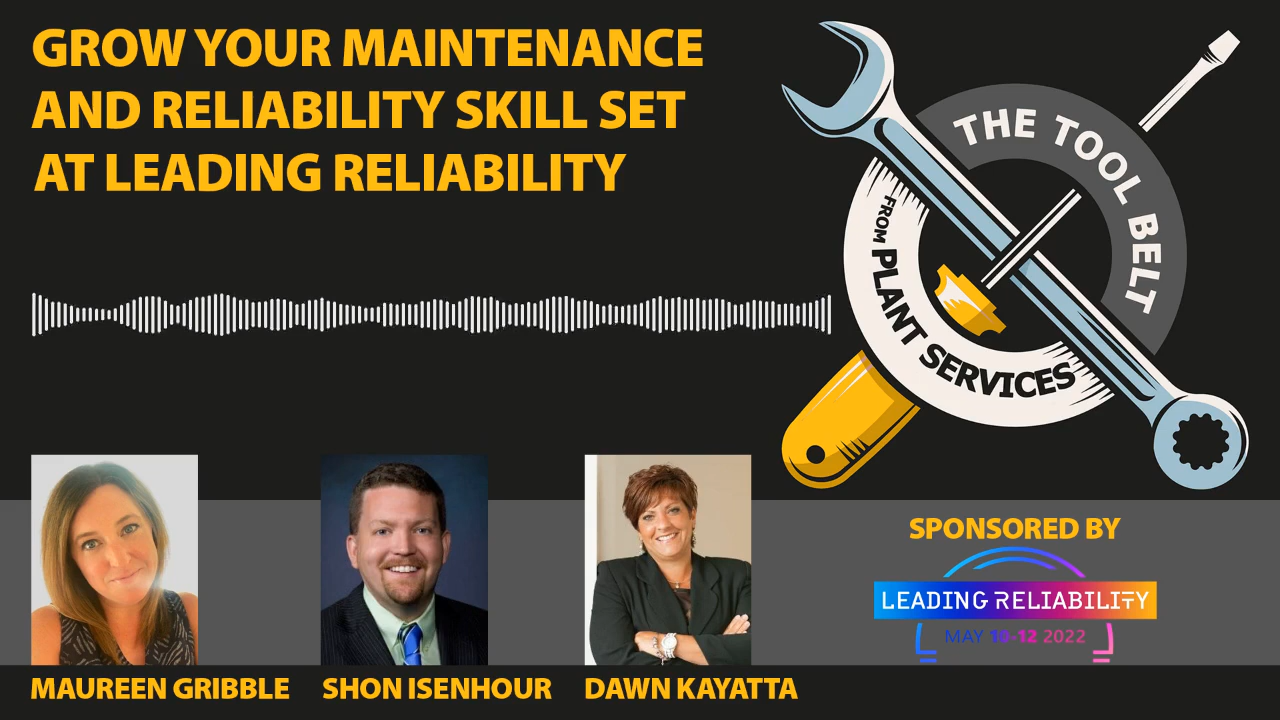 GROW YOUR MAINTENANCE
AND RELIABILITY SKILL SET
AT LEADING RELIABILITY
THE TOOL BELT
FROM PLANT SERVICES
SPONSORED BY
LEADING RELIABILITY
MAY 10-12 2022
MAUREEN GRIBBLE
SHON ISENHOUR
DAWN KAYATTA